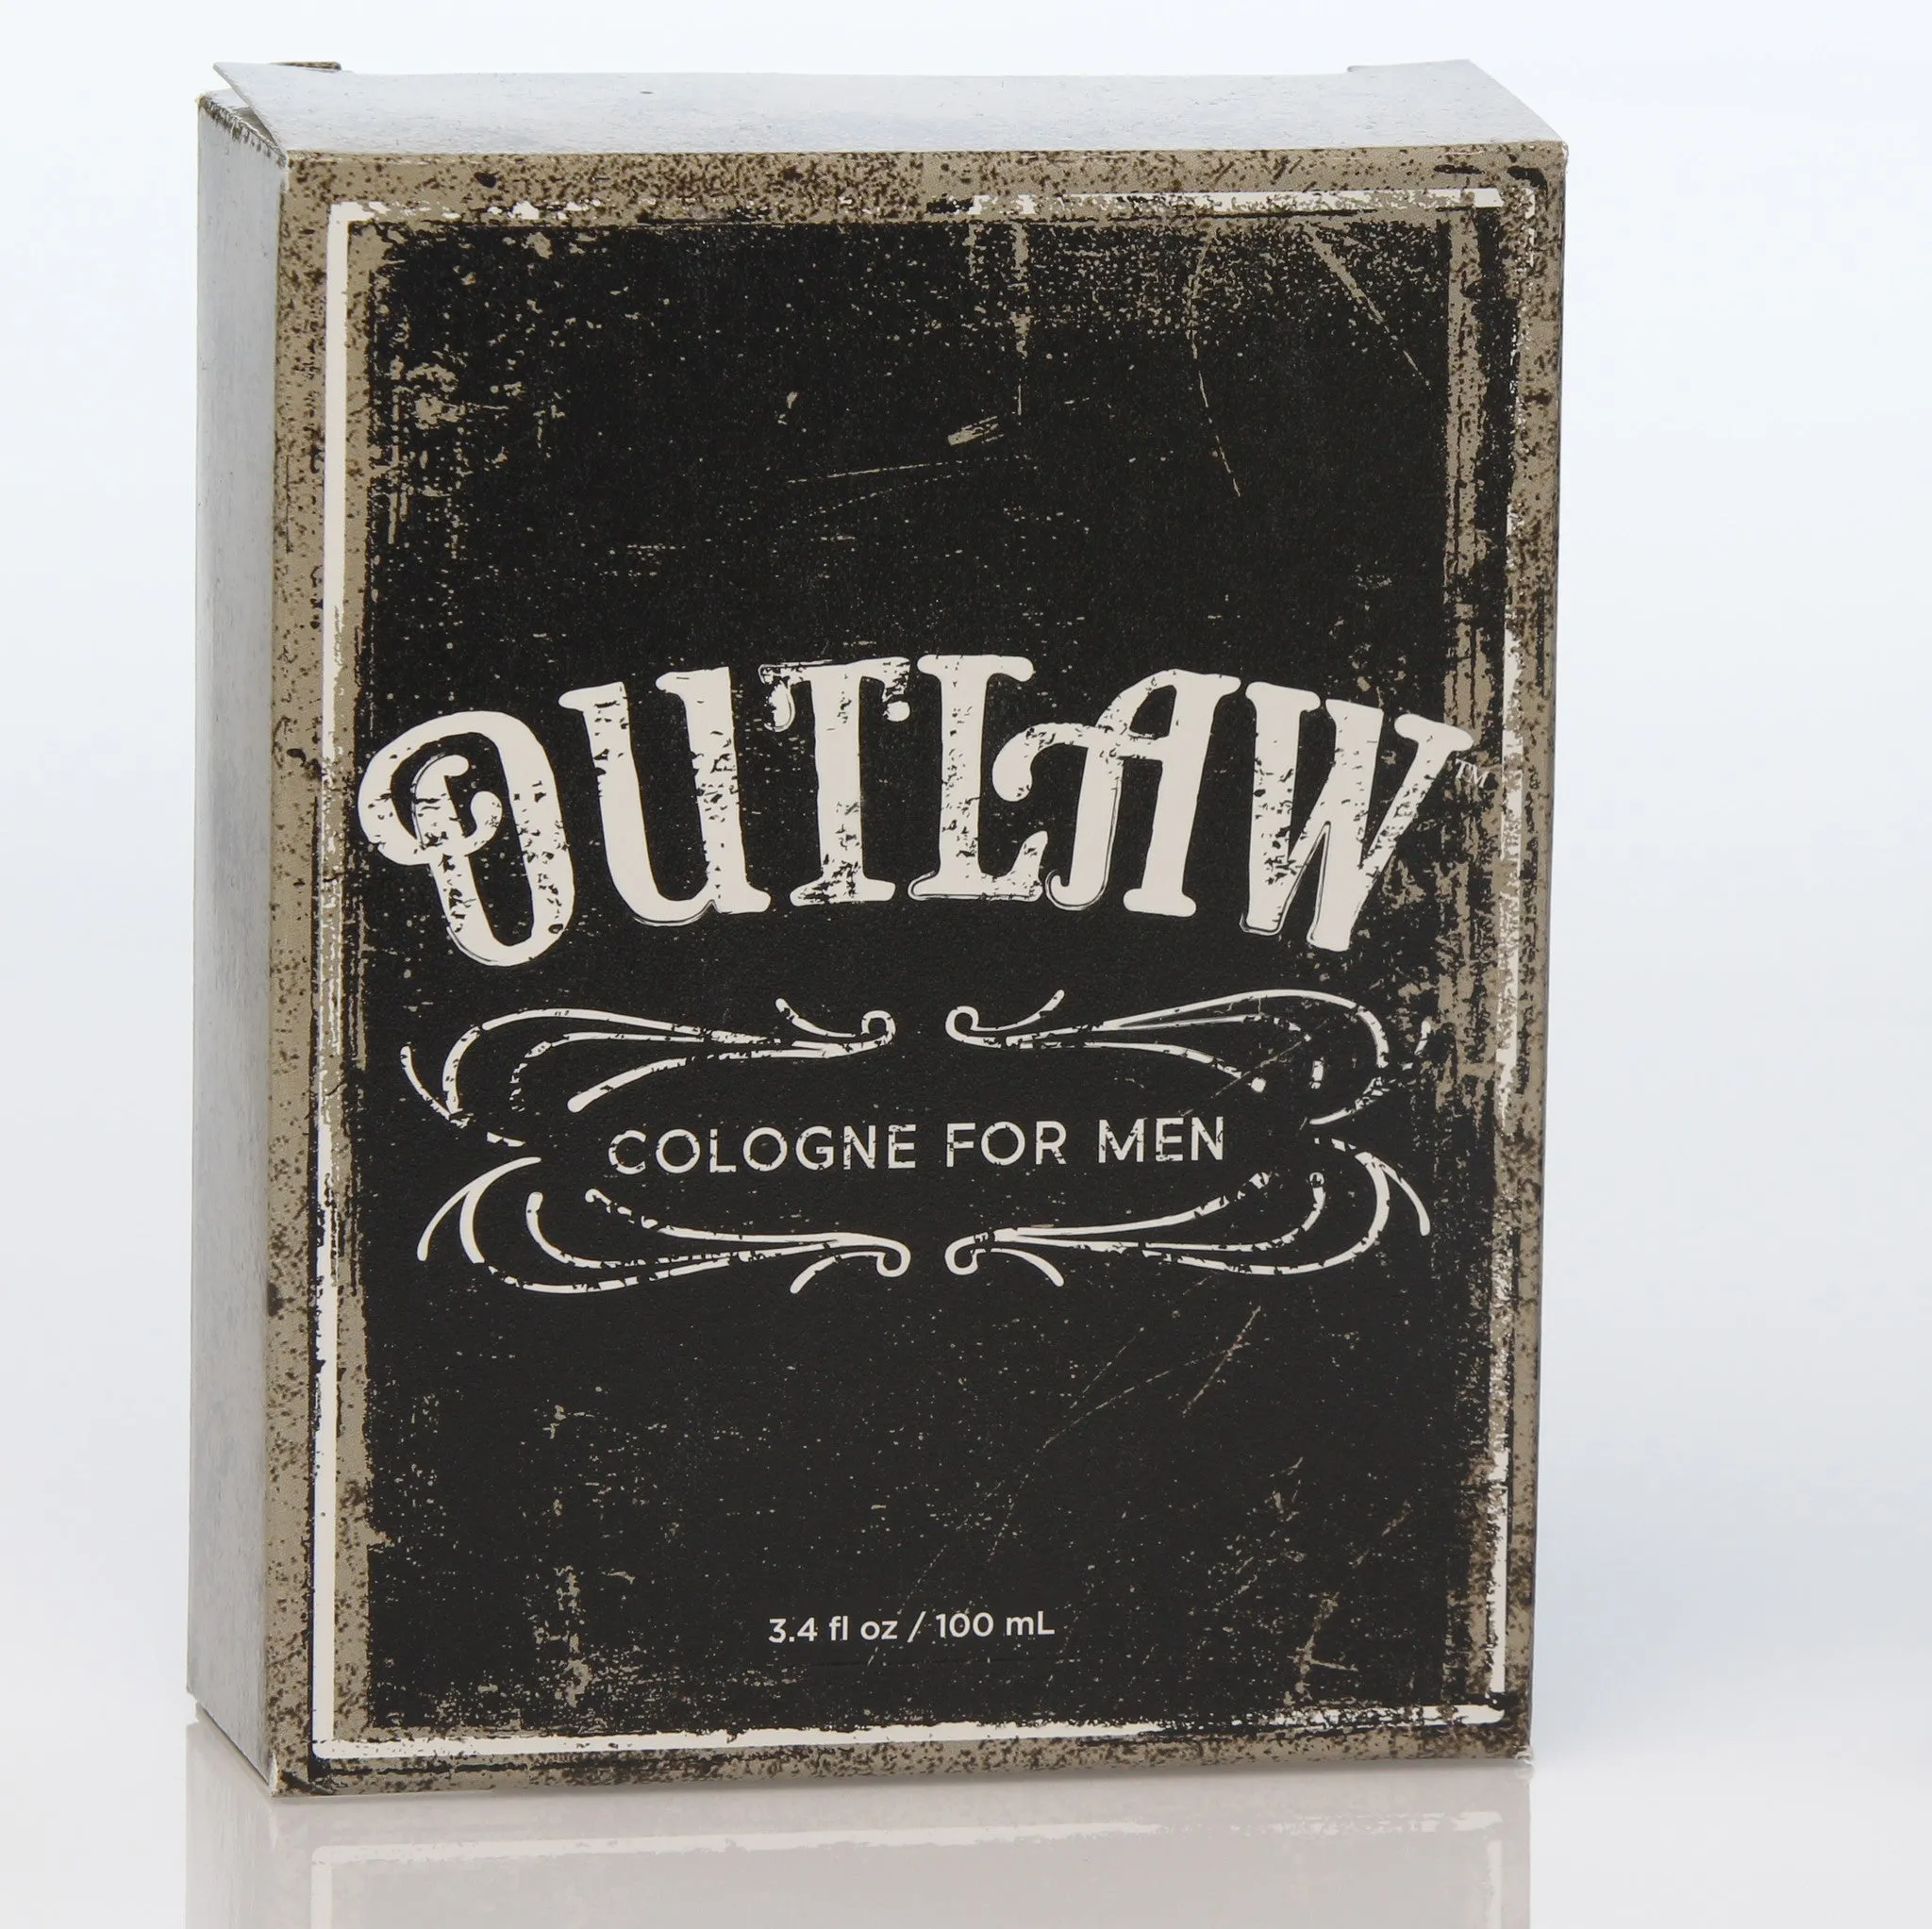 OUTLAW™
COLOGNE FOR MEN
3.4 fl oz / 100 mL